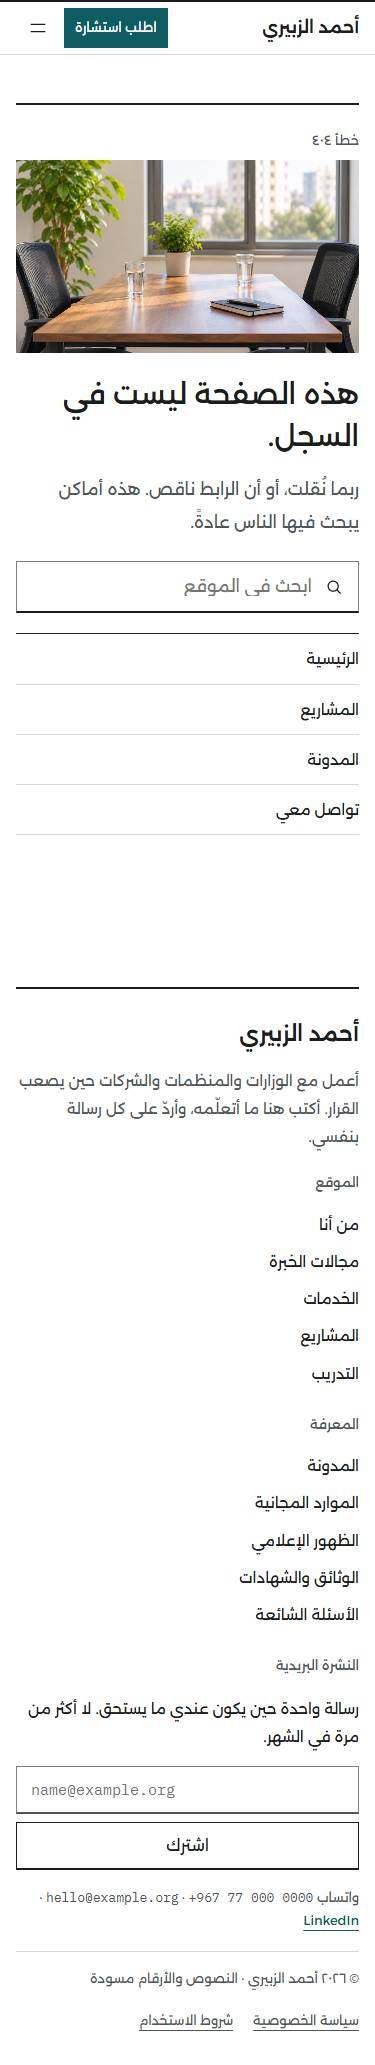 أحمد الزبيري
اطلب استشارة
خطأ ٤٠٤
هذه الصفحة ليست في
السجل.
ربما نُقلت، أو أن الرابط ناقص. هذه أماكن
يبحث فيها الناس عادةً.
ابحث في الموقع
الرئيسية
المشاريع
المدونة
تواصل معي
أحمد الزبيري
أعمل مع الوزارات والمنظمات والشركات حين يصعب
القرار. أكتب هنا ما أتعلّمه، وأردّ على كل رسالة
بنفسي.
الموقع
من أنا
مجالات الخبرة
الخدمات
المشاريع
التدريب
المعرفة
المدونة
الموارد المجانية
الظهور الإعلامي
الوثائق والشهادات
الأسئلة الشائعة
النشرة البريدية
رسالة واحدة حين يكون عندي ما يستحق. لا أكثر من
مرة في الشهر.
name@example.org
اشترك
واتساب +967 77 000 0000 · hello@example.org ·
LinkedIn
© ٢٠٢٦ أحمد الزبيري · النصوص والأرقام مسودة
سياسة الخصوصية
شروط الاستخدام